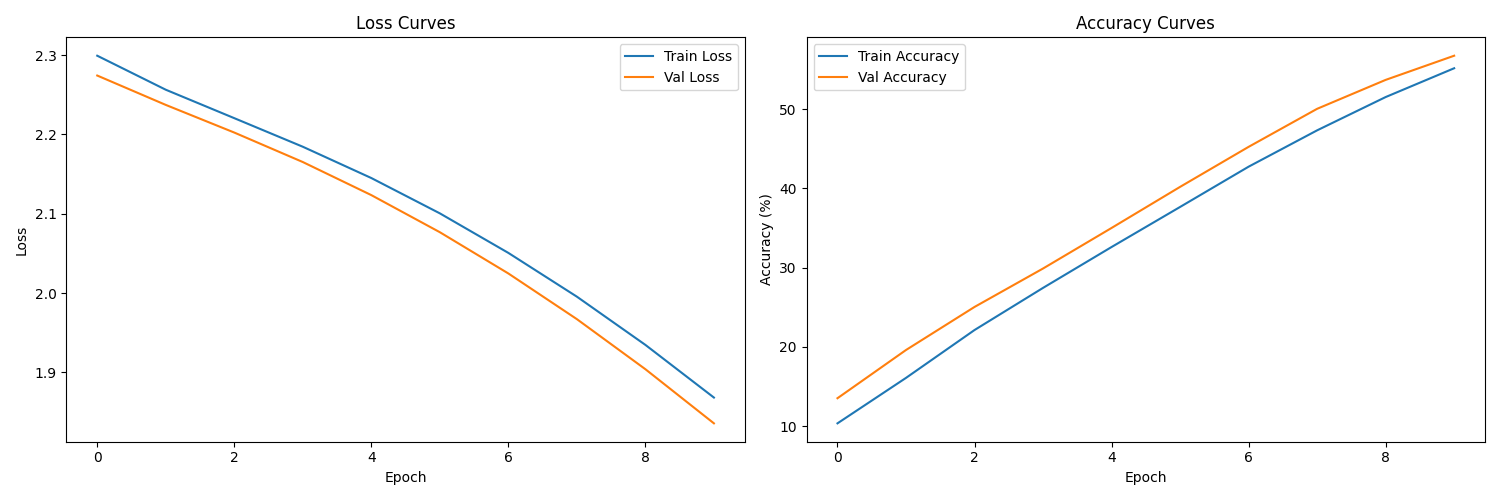 Loss Curves
2.3
2.2
2.1
2.0
1.9
Loss
0 2 4 6 8
Epoch
Train Loss
Val Loss
Accuracy Curves
50
40
30
20
10
Accuracy (%)
0 2 4 6 8
Epoch
Train Accuracy
Val Accuracy